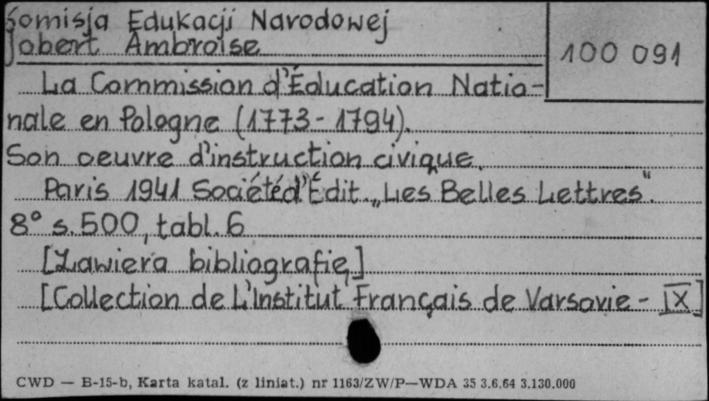 Komisja Edukacji Narodowej
Jobert Ambroise
100 091
La Commission d'Éducation Natio-
nale en Pologne (1773-1794).
Son oeuvre d'instruction civique.
Paris 1941 Société d'Édit. „Les Belles Lettres".
8° s. 500, tabl. 6
[Zawiera bibliografię]
[Collection de L'Institut Français de Varsovie - IX]
CWD — B-15-b, Karta katal. (z liniat.) nr 1163/ZW/P—WDA 35 3.6.64 3.130.000